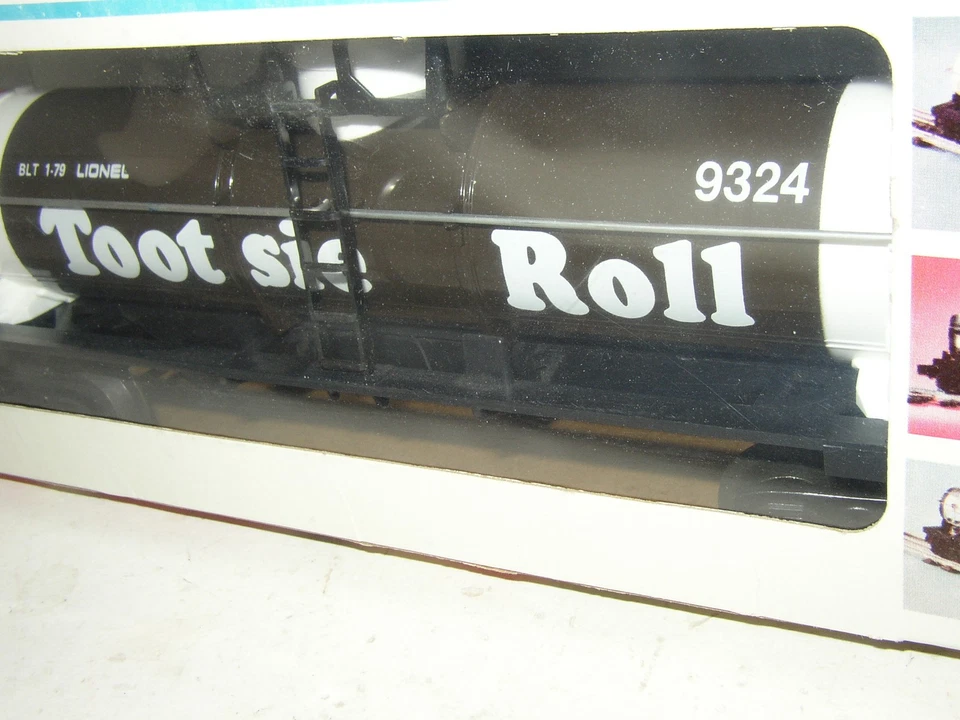 BLT 1-79 LIONEL
9324
Toot sie Roll